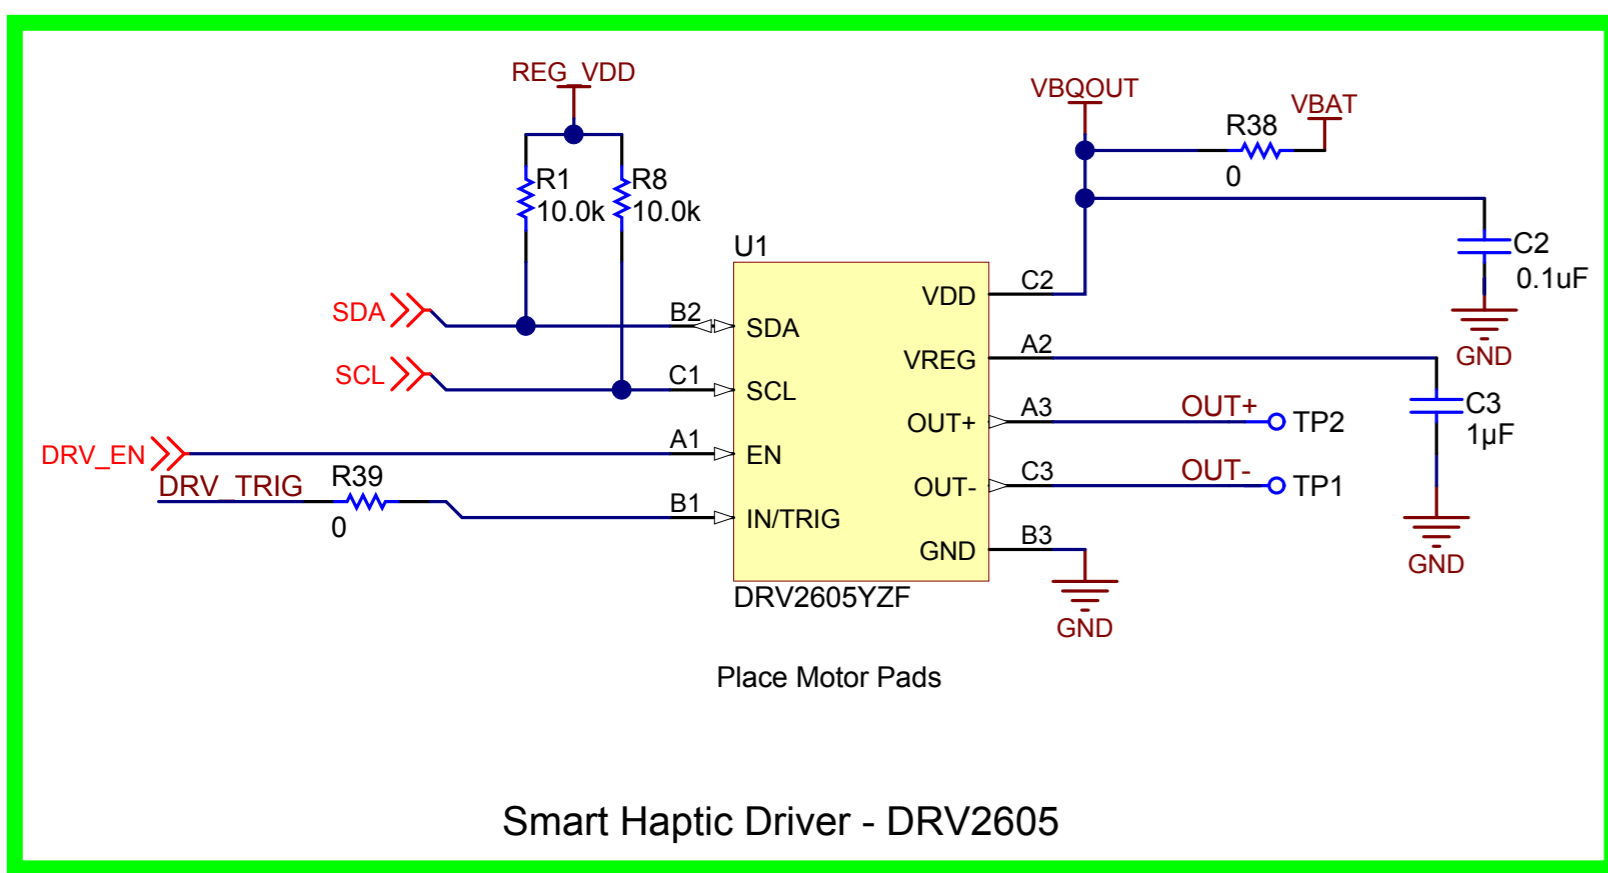 REG_VDD
VBQOUT
VBAT
R38
0
R1
10.0k
R8
10.0k
U1
C2
0.1uF
GND
SDA
B2
SDA
VDD
C2
SCL
C1
SCL
VREG
A2
C3
1µF
GND
DRV_EN
A1
EN
OUT+
A3
OUT+
TP2
DRV_TRIG
R39
0
B1
IN/TRIG
OUT-
C3
OUT-
TP1
GND
B3
GND
DRV2605YZF
Place Motor Pads
Smart Haptic Driver - DRV2605